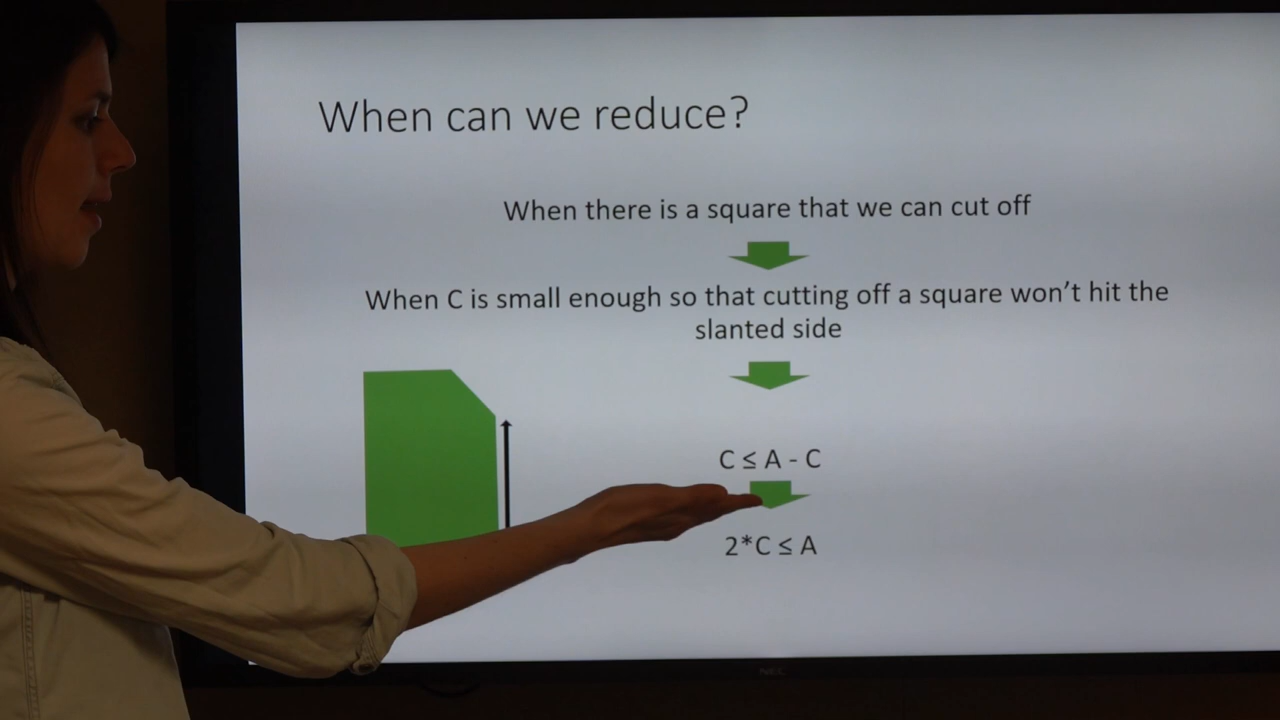 When can we reduce?
When there is a square that we can cut off
When C is small enough so that cutting off a square won't hit the
slanted side
C ≤ A - C
2*C ≤ A
NEC